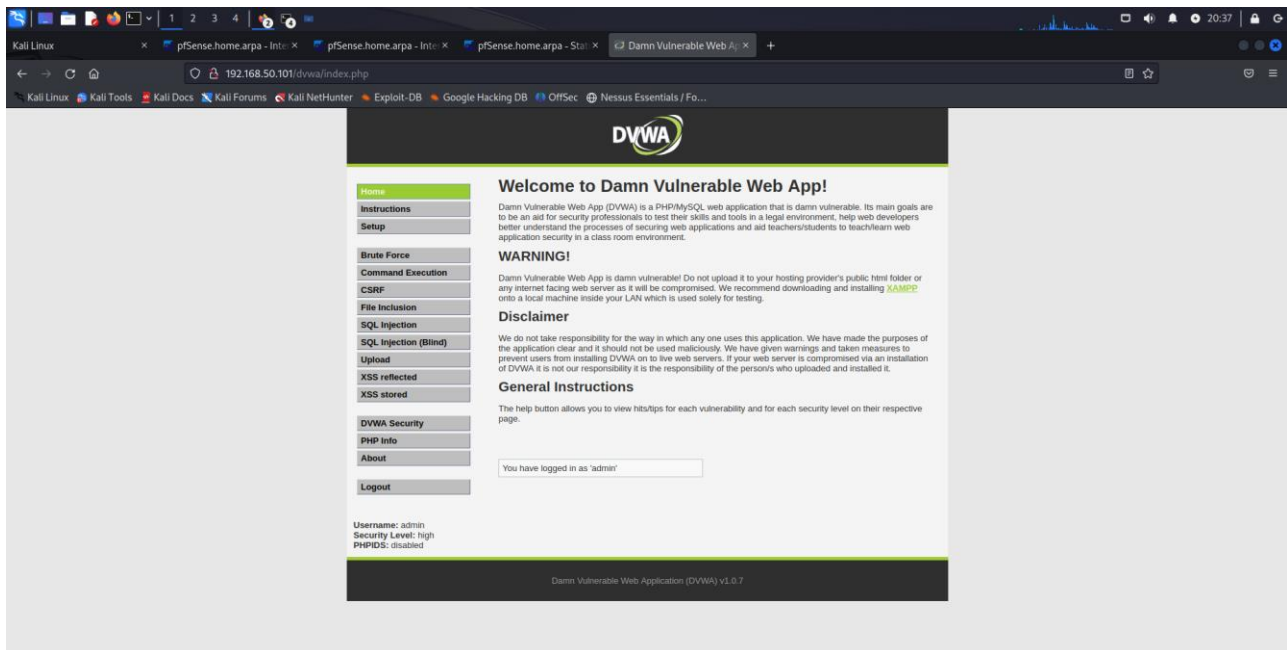 1 2 3 4
20:37
Kali Linux
pfSense.home.arpa - Inte
pfSense.home.arpa - Inte
pfSense.home.arpa - Stat
Damn Vulnerable Web Ap
192.168.50.101/dvwa/index.php
Kali Linux Kali Tools Kali Docs Kali Forums Kali NetHunter Exploit-DB Google Hacking DB OffSec Nessus Essentials / Fo...
DVWA
Home
Instructions
Setup
Brute Force
Command Execution
CSRF
File Inclusion
SQL Injection
SQL Injection (Blind)
Upload
XSS reflected
XSS stored
DVWA Security
PHP Info
About
Logout
Username: admin
Security Level: high
PHPIDS: disabled
Welcome to Damn Vulnerable Web App!
Damn Vulnerable Web App (DVWA) is a PHP/MySQL web application that is damn vulnerable. Its main goals are
to be an aid for security professionals to test their skills and tools in a legal environment, help web developers
better understand the processes of securing web applications and aid teachers/students to teach/learn web
application security in a class room environment.
WARNING!
Damn Vulnerable Web App is damn vulnerable! Do not upload it to your hosting provider's public html folder or
any internet facing web server as it will be compromised. We recommend downloading and installing XAMPP
onto a local machine inside your LAN which is used solely for testing.
Disclaimer
We do not take responsibility for the way in which any one uses this application. We have made the purposes of
the application clear and it should not be used maliciously. We have given warnings and taken measures to
prevent users from installing DVWA on to live web servers. If your web server is compromised via an installation
of DVWA it is not our responsibility it is the responsibility of the person/s who uploaded and installed it.
General Instructions
The help button allows you to view hits/tips for each vulnerability and for each security level on their respective
page.
You have logged in as 'admin'
Damn Vulnerable Web Application (DVWA) v1.0.7